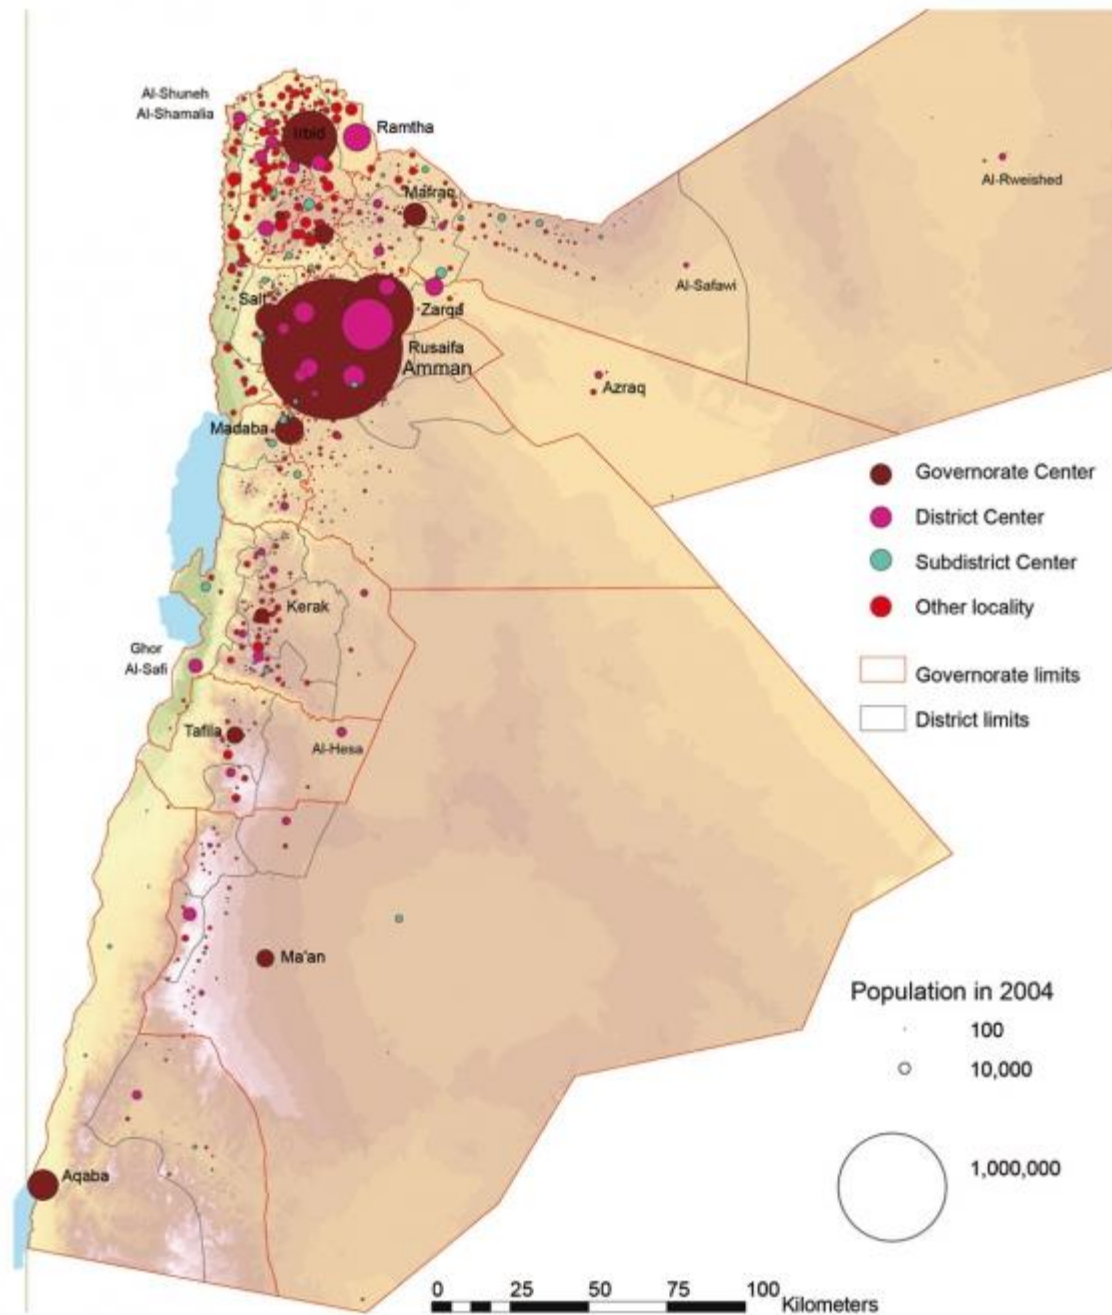 Al-Shuneh
Al-Shamalia
Irbid
Ramtha
Al-Rweished
Mafraq
Al-Safawi
Salt
Zarqa
Rusaifa
Amman
Azraq
Madaba
Governorate Center
District Center
Subdistrict Center
Other locality
Governorate limits
District limits
Kerak
Ghor
Al-Safi
Tafila
Al-Hesa
Ma'an
Population in 2004
100
10,000
1,000,000
Aqaba
0 25 50 75 100
Kilometers